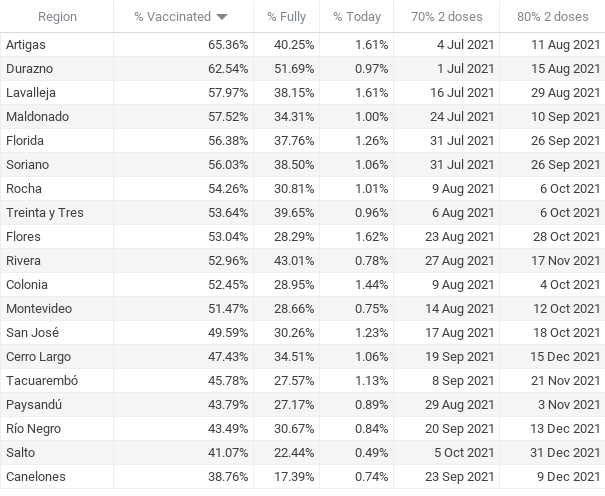 Region % Vaccinated % Fully % Today 70% 2 doses 80% 2 doses
Artigas 65.36% 40.25% 1.61% 4 Jul 2021 11 Aug 2021
Durazno 62.54% 51.69% 0.97% 1 Jul 2021 15 Aug 2021
Lavalleja 57.97% 38.15% 1.61% 16 Jul 2021 29 Aug 2021
Maldonado 57.52% 34.31% 1.00% 24 Jul 2021 10 Sep 2021
Florida 56.38% 37.76% 1.26% 31 Jul 2021 26 Sep 2021
Soriano 56.03% 38.50% 1.06% 31 Jul 2021 26 Sep 2021
Rocha 54.26% 30.81% 1.01% 9 Aug 2021 6 Oct 2021
Treinta y Tres 53.64% 39.65% 0.96% 6 Aug 2021 6 Oct 2021
Flores 53.04% 28.29% 1.62% 23 Aug 2021 28 Oct 2021
Rivera 52.96% 43.01% 0.78% 27 Aug 2021 17 Nov 2021
Colonia 52.45% 28.95% 1.44% 9 Aug 2021 4 Oct 2021
Montevideo 51.47% 28.66% 0.75% 14 Aug 2021 12 Oct 2021
San José 49.59% 30.26% 1.23% 17 Aug 2021 18 Oct 2021
Cerro Largo 47.43% 34.51% 1.06% 19 Sep 2021 15 Dec 2021
Tacuarembó 45.78% 27.57% 1.13% 8 Sep 2021 21 Nov 2021
Paysandú 43.79% 27.17% 0.89% 29 Aug 2021 3 Nov 2021
Río Negro 43.49% 30.67% 0.84% 20 Sep 2021 13 Dec 2021
Salto 41.07% 22.44% 0.49% 5 Oct 2021 31 Dec 2021
Canelones 38.76% 17.39% 0.74% 23 Sep 2021 9 Dec 2021